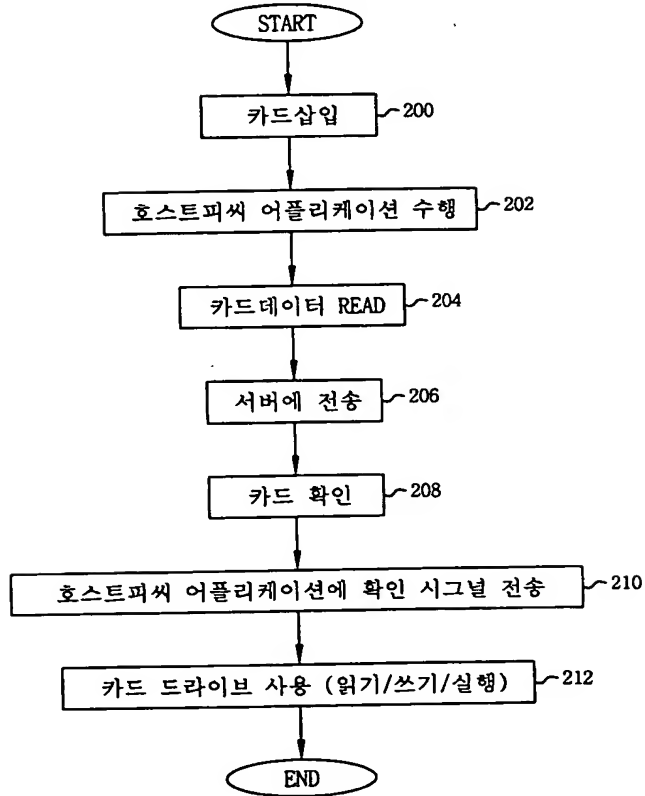 START
카드삽입
200
호스트피씨 어플리케이션 수행
202
카드데이터 READ
204
서버에 전송
206
카드 확인
208
호스트피씨 어플리케이션에 확인 시그널 전송
210
카드 드라이브 사용 (읽기/쓰기/실행)
212
END